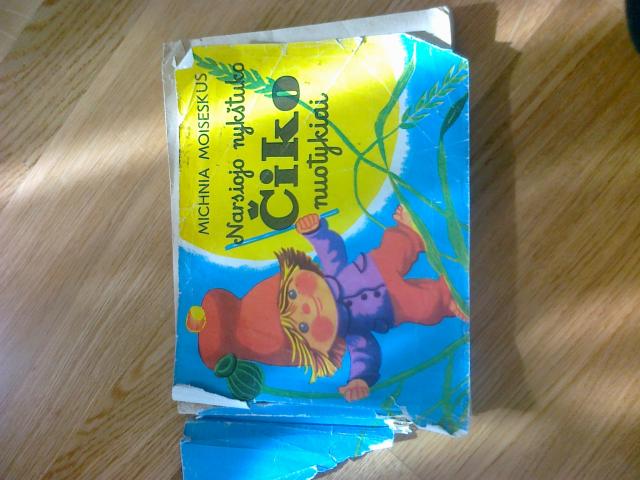 MICHNIA MOISESKUS
Narsiojo nykštuko
Čiko
nuotykiai